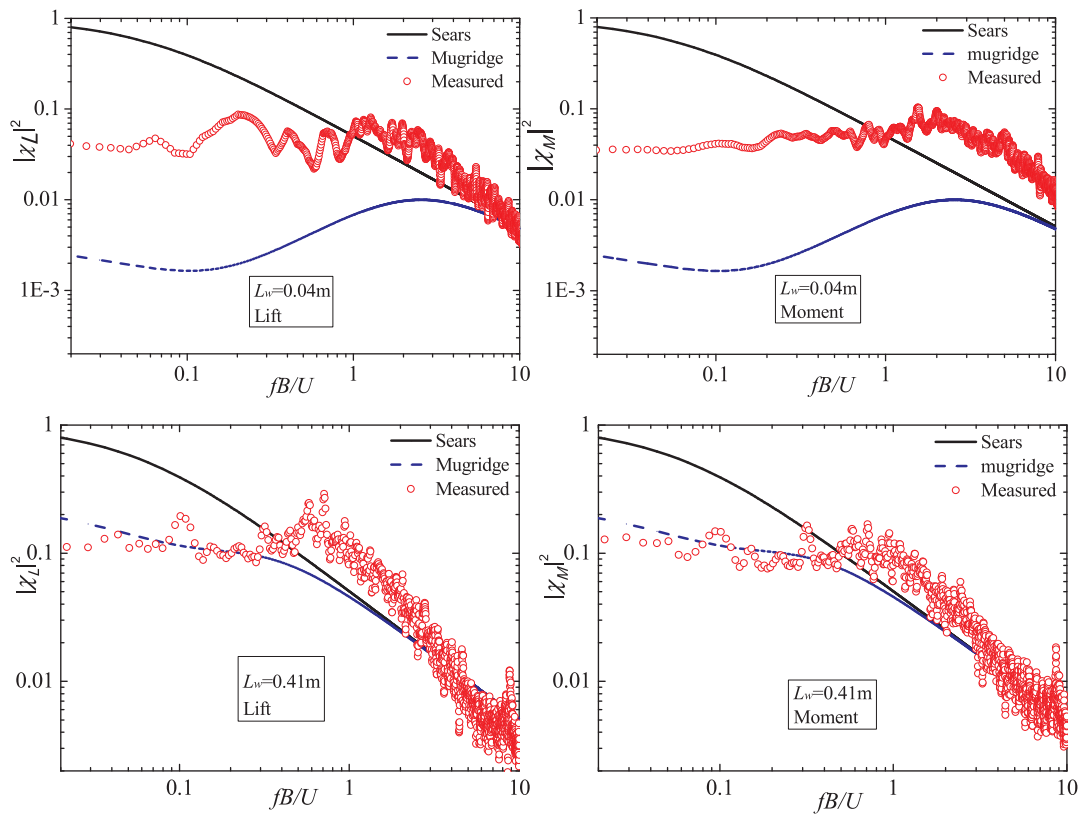 1
0.1
0.01
1E-3
|χL|²
Sears
Mugridge
Measured
Lw=0.04m
Lift
0.1
1
10
fB/U
1
0.1
0.01
1E-3
|χM|²
Sears
mugridge
Measured
Lw=0.04m
Moment
0.1
1
10
fB/U
1
0.1
0.01
|χL|²
Sears
Mugridge
Measured
Lw=0.41m
Lift
0.1
1
10
fB/U
1
0.1
0.01
|χM|²
Sears
mugridge
Measured
Lw=0.41m
Moment
0.1
1
10
fB/U